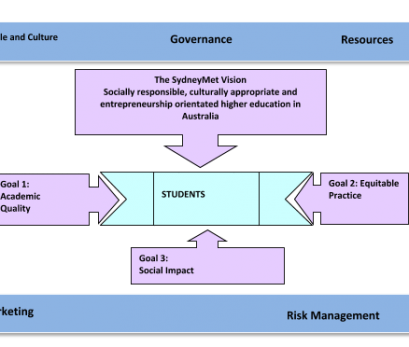 le and Culture
Governance
Resources
The SydneyMet Vision
Socially responsible, culturally appropriate and
entrepreneurship orientated higher education in
Australia
Goal 1:
Academic
Quality
STUDENTS
Goal 2: Equitable
Practice
Goal 3:
Social Impact
rketing
Risk Management